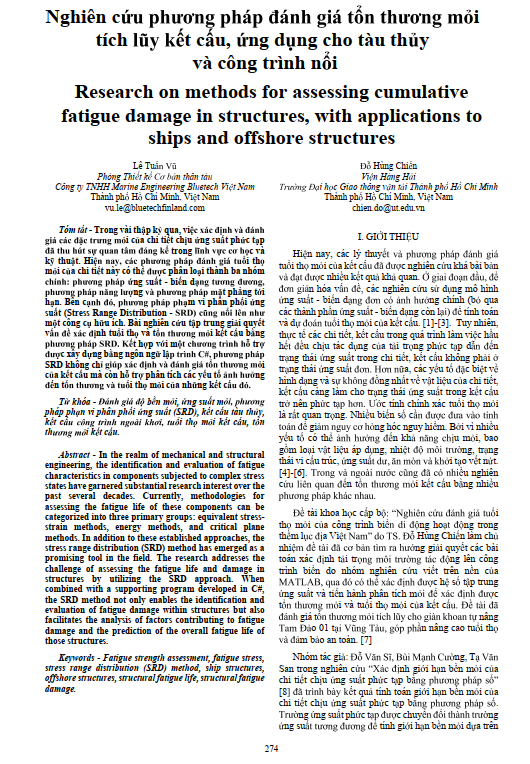 Nghiên cứu phương pháp đánh giá tổn thương mỏi
tích lũy kết cấu, ứng dụng cho tàu thủy
và công trình nổi
Research on methods for assessing cumulative
fatigue damage in structures, with applications to
ships and offshore structures
Lê Tuấn Vũ
Phòng Thiết kế Cơ bản thân tàu
Công ty TNHH Marine Engineering Bluetech Việt Nam
Thành phố Hồ Chí Minh, Việt Nam
vu.le@bluetechfinland.com
Đỗ Hùng Chiến
Viện Hàng Hải
Trường Đại học Giao thông vận tải Thành phố Hồ Chí Minh
Thành phố Hồ Chí Minh, Việt Nam
chien.do@ut.edu.vn
Tóm tắt - Trong vài thập kỷ qua, việc xác định và đánh
giá các đặc trưng mỏi của chi tiết chịu ứng suất phức tạp
đã thu hút sự quan tâm đáng kể trong lĩnh vực cơ học và
kỹ thuật. Hiện nay, các phương pháp đánh giá tuổi thọ
mỏi của chi tiết này có thể được phân loại thành ba nhóm
chính: phương pháp ứng suất - biến dạng tương đương,
phương pháp năng lượng và phương pháp mặt phẳng tới
hạn. Bên cạnh đó, phương pháp phạm vi phân phối ứng
suất (Stress Range Distribution - SRD) cũng nổi lên như
một công cụ hữu ích. Bài nghiên cứu tập trung giải quyết
vấn đề xác định tuổi thọ và tổn thương mỏi kết cấu bằng
phương pháp SRD. Kết hợp với một chương trình hỗ trợ
được xây dựng bằng ngôn ngữ lập trình C#, phương pháp
SRD không chỉ giúp xác định và đánh giá tổn thương mỏi
của kết cấu mà còn hỗ trợ phân tích các yếu tố ảnh hưởng
đến tổn thương và tuổi thọ mỏi của những kết cấu đó.
Từ khóa - Đánh giá độ bền mỏi, ứng suất mỏi, phương
pháp phạm vi phân phối ứng suất (SRD), kết cấu tàu thủy,
kết cấu công trình ngoài khơi, tuổi thọ mỏi kết cấu, tổn
thương mỏi kết cấu.
Abstract - In the realm of mechanical and structural
engineering, the identification and evaluation of fatigue
characteristics in components subjected to complex stress
states have garnered substantial research interest over the
past several decades. Currently, methodologies for
assessing the fatigue life of these components can be
categorized into three primary groups: equivalent stress-
strain methods, energy methods, and critical plane
methods. In addition to these established approaches, the
stress range distribution (SRD) method has emerged as a
promising tool in the field. The research addresses the
challenge of assessing the fatigue life and damage in
structures by utilizing the SRD approach. When
combined with a supporting program developed in C#,
the SRD method not only enables the identification and
evaluation of fatigue damage within structures but also
facilitates the analysis of factors contributing to fatigue
damage and the prediction of the overall fatigue life of
those structures.
Keywords - Fatigue strength assessment, fatigue stress,
stress range distribution (SRD) method, ship structures,
offshore structures, structural fatigue life, structural fatigue
damage.
I. GIỚI THIỆU
Hiện nay, các lý thuyết và phương pháp đánh giá
tuổi thọ mỏi của kết cấu đã được nghiên cứu khá bài bản
và đạt được nhiều kết quả khả quan. Ở giai đoạn đầu, để
đơn giản hóa vấn đề, các nghiên cứu sử dụng mô hình
ứng suất - biến dạng đơn có ảnh hưởng chính (bỏ qua
các thành phần ứng suất - biến dạng còn lại) để tính toán
và dự đoán tuổi thọ mỏi của kết cấu. [1]-[3]. Tuy nhiên,
thực tế các chi tiết, kết cấu trong quá trình làm việc hầu
hết đều chịu tác dụng của tải trọng phức tạp dẫn đến
trạng thái ứng suất trong chi tiết, kết cấu không phải ở
trạng thái ứng suất đơn. Hơn nữa, các yếu tố đặc biệt về
hình dạng và sự không đồng nhất về vật liệu của chi tiết,
kết cấu càng làm cho trạng thái ứng suất trong kết cấu
trở nên phức tạp hơn. Ước tính chính xác tuổi thọ mỏi
là rất quan trọng. Nhiều biến số cần được đưa vào tính
toán để giảm nguy cơ hỏng hóc nguy hiểm. Bởi vì nhiều
yếu tố có thể ảnh hưởng đến khả năng chịu mỏi, bao
gồm loại vật liệu áp dụng, nhiệt độ môi trường, trạng
thái vi cấu trúc, ứng suất dư, ăn mòn và khởi tạo vết nứt.
[4]-[6]. Trong và ngoài nước cũng đã có nhiều nghiên
cứu liên quan đến tổn thương mỏi kết cấu bằng nhiều
phương pháp khác nhau.
Đề tài khoa học cấp bộ: “Nghiên cứu đánh giá tuổi
thọ mỏi của công trình biển di động hoạt động trong
thềm lục địa Việt Nam” do TS. Đỗ Hùng Chiến làm chủ
nhiệm đề tài đã cơ bản tìm ra hướng giải quyết các bài
toán xác định tải trọng môi trường tác động lên công
trình biển do nhóm nghiên cứu viết trên nền của
MATLAB, qua đó có thể xác định được hệ số tập trung
ứng suất và tiến hành phân tích mỏi để xác định được
tổn thương mỏi và tuổi thọ mỏi của kết cấu. Đề tài đã
đánh giá tổn thương mỏi tích lũy cho giàn khoan tự nâng
Tam Đảo 01 tại Vũng Tàu, góp phần nâng cao tuổi thọ
và đảm bảo an toàn. [7]
Nhóm tác giả: Đỗ Văn Sĩ, Bùi Mạnh Cường, Tạ Văn
San trong nghiên cứu “Xác định giới hạn bền mỏi của
chi tiết chịu ứng suất phức tạp bằng phương pháp số”
[8] đã trình bày kết quả tính toán giới hạn bền mỏi của
chi tiết chịu ứng suất phức tạp bằng phương pháp số.
Trường ứng suất phức tạp được chuyển đổi thành trường
ứng suất tương đương để tính giới hạn bền mỏi dựa trên
274